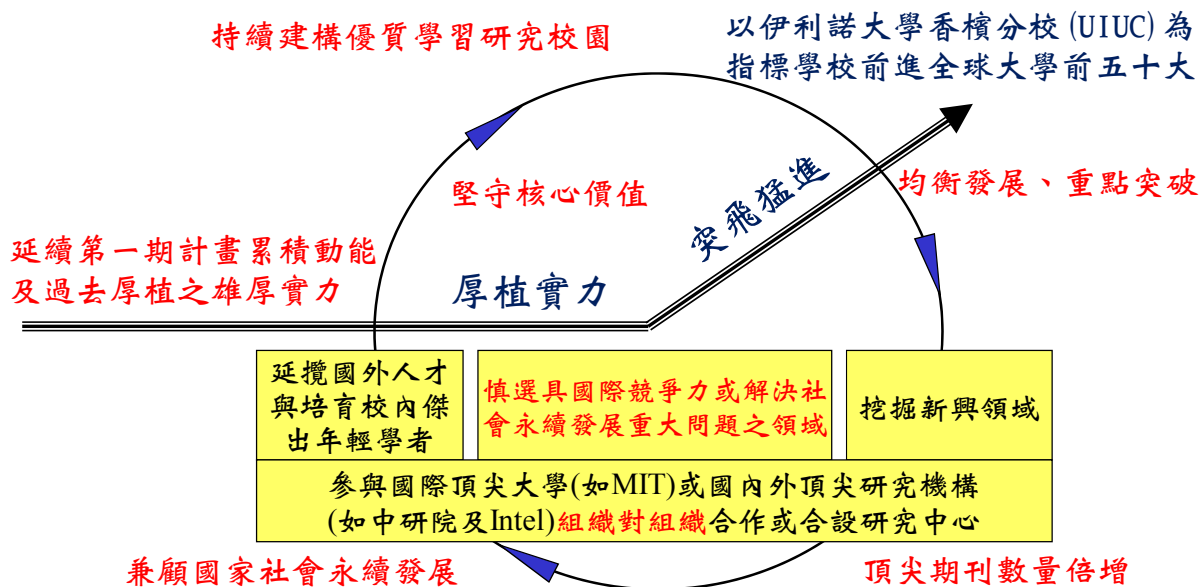 持續建構優質學習研究校園
以伊利諾大學香檳分校 (UIUC) 為
指標學校前進全球大學前五十大
堅守核心價值
突飛猛進
均衡發展、重點突破
延續第一期計畫累積動能
及過去厚植之雄厚實力
厚植實力
延攬國外人才
與培育校內傑
出年輕學者
慎選具國際競爭力或解決社
會永續發展重大問題之領域
挖掘新興領域
參與國際頂尖大學(如MIT)或國內外頂尖研究機構
(如中研院及Intel)組織對組織合作或合設研究中心
兼顧國家社會永續發展
頂尖期刊數量倍增